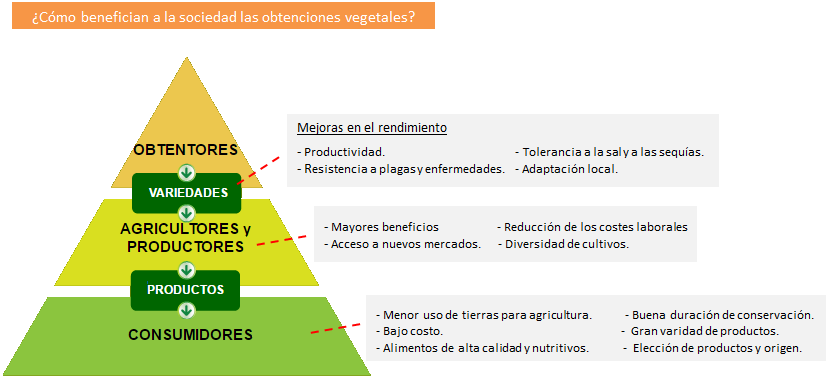 ¿Cómo benefician a la sociedad las obtenciones vegetales?
OBTENTORES
VARIEDADES
Mejoras en el rendimiento
- Productividad. - Tolerancia a la sal y a las sequías.
- Resistencia a plagas y enfermedades. - Adaptación local.
AGRICULTORES y
PRODUCTORES
- Mayores beneficios - Reducción de los costes laborales
- Acceso a nuevos mercados. - Diversidad de cultivos.
PRODUCTOS
CONSUMIDORES
- Menor uso de tierras para agricultura. - Buena duración de conservación.
- Bajo costo. - Gran varidad de productos.
- Alimentos de alta calidad y nutritivos. - Elección de productos y origen.